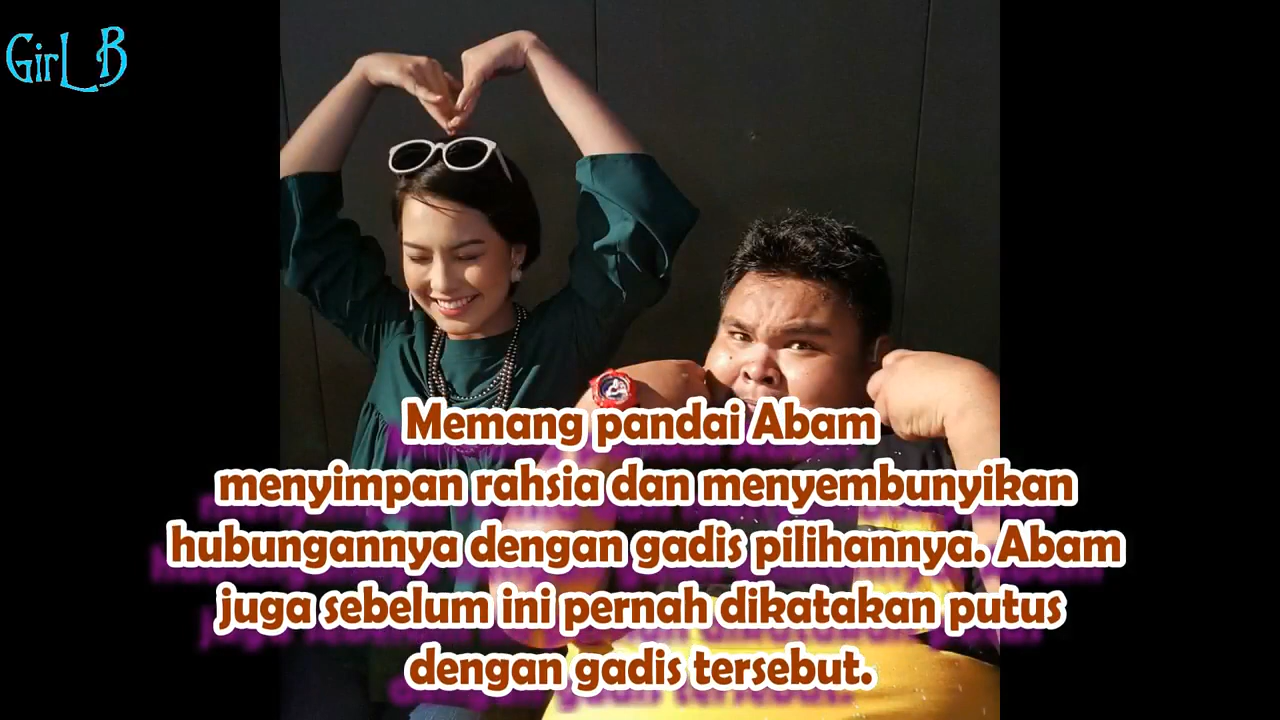 GirL B
Memang pandai Abam
menyimpan rahsia dan menyembunyikan
hubungannya dengan gadis pilihannya. Abam
juga sebelum ini pernah dikatakan putus
dengan gadis tersebut.